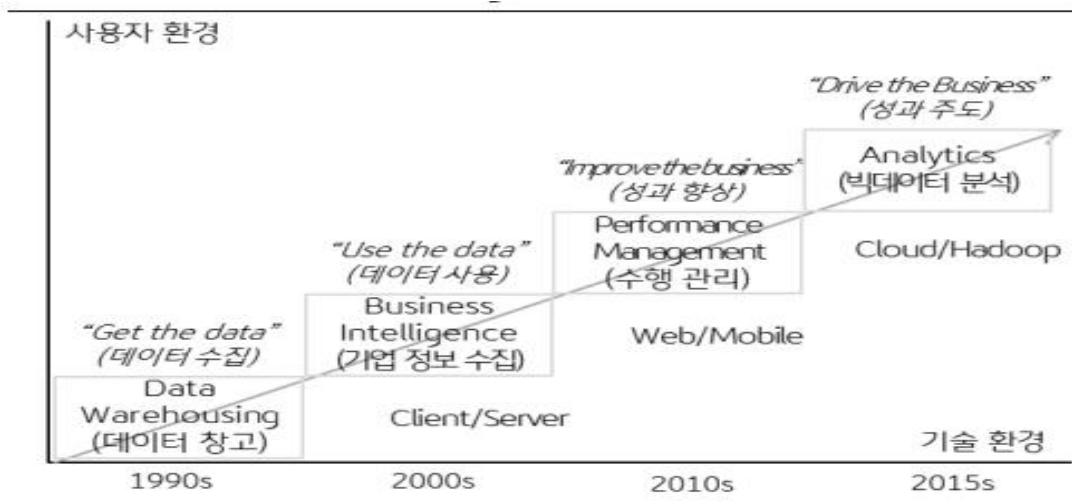 사용자 환경
“Drive the Business”
(성과 주도)
Analytics
(빅데이터 분석)
“Improve the business”
(성과 향상)
Performance
Management
(수행 관리)
Cloud/Hadoop
“Use the data”
(데이터 사용)
Business
Intelligence
(기업 정보 수집)
Web/Mobile
“Get the data”
(데이터 수집)
Data
Warehousing
(데이터 창고)
Client/Server
기술 환경
1990s 2000s 2010s 2015s